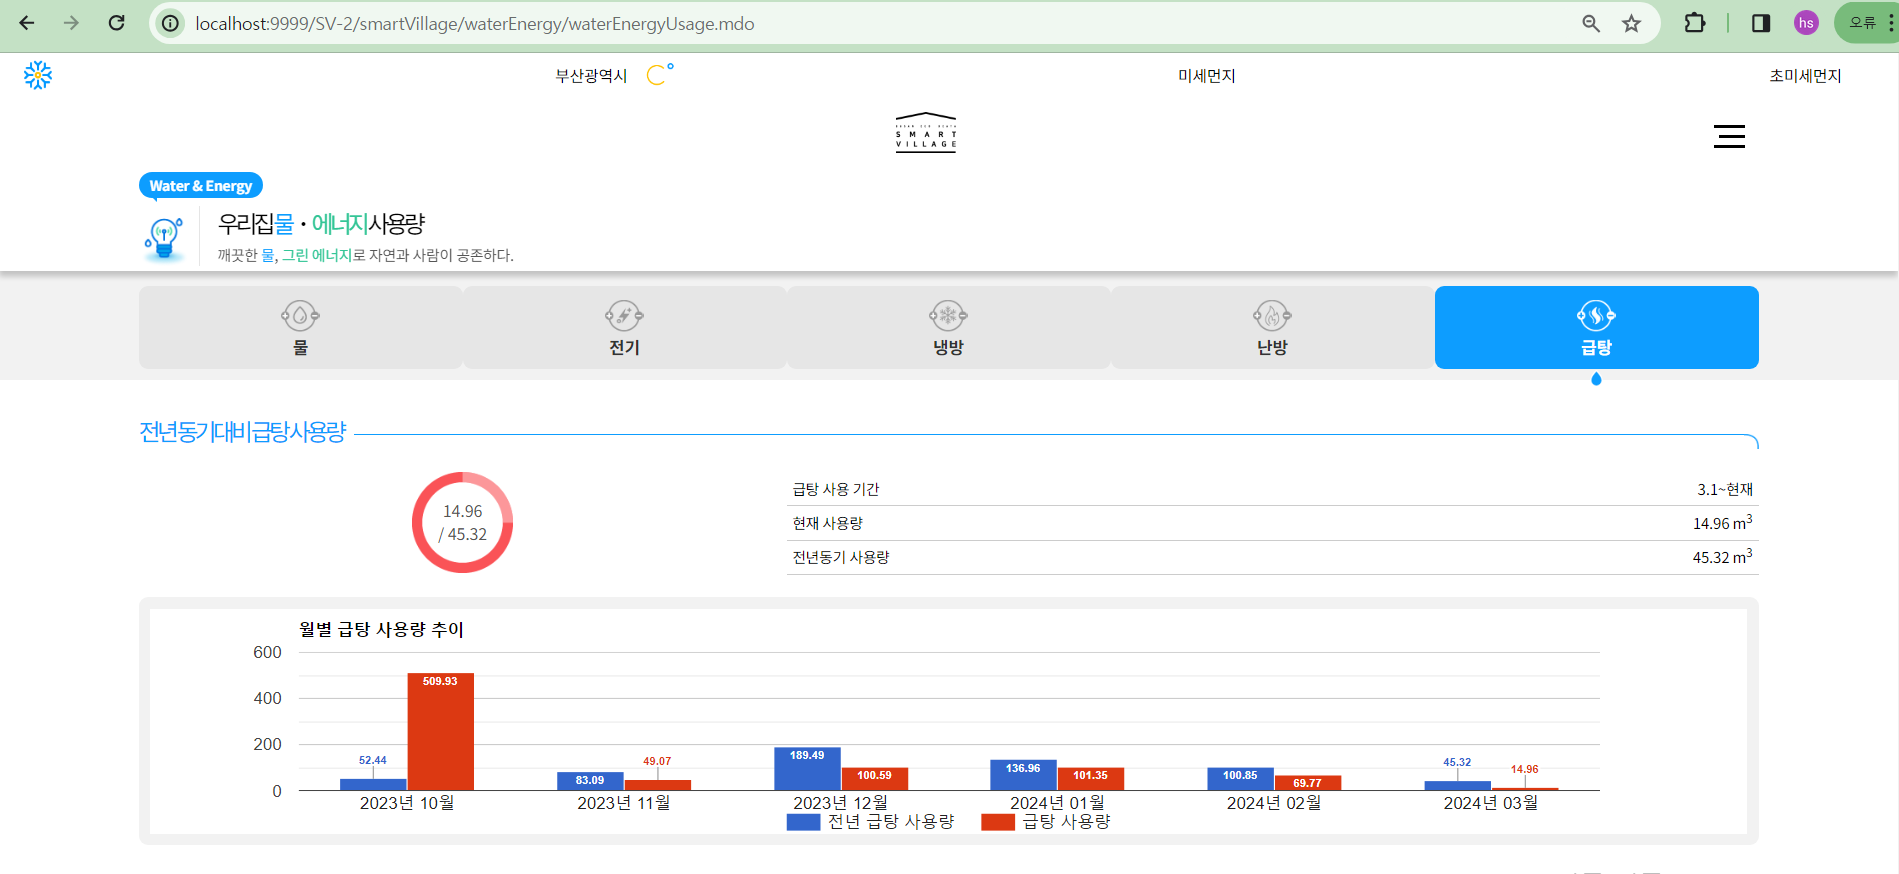 localhost:9999/SV-2/smartVillage/waterEnergy/waterEnergyUsage.mdo
hs
오류
부산광역시
미세먼지
초미세먼지
SMART
VILLAGE
Water & Energy
우리집물·에너지사용량
깨끗한 물, 그린 에너지로 자연과 사람이 공존하다.
물
전기
냉방
난방
급탕
전년동기대비급탕사용량
14.96
/ 45.32
급탕 사용 기간 3.1~현재
현재 사용량 14.96 m³
전년동기 사용량 45.32 m³
월별 급탕 사용량 추이
600
400
200
0
52.44
509.93
83.09
49.07
189.49
100.59
136.96
101.35
100.85
69.77
45.32
14.96
2023년 10월
2023년 11월
2023년 12월
2024년 01월
2024년 02월
2024년 03월
전년 급탕 사용량
급탕 사용량